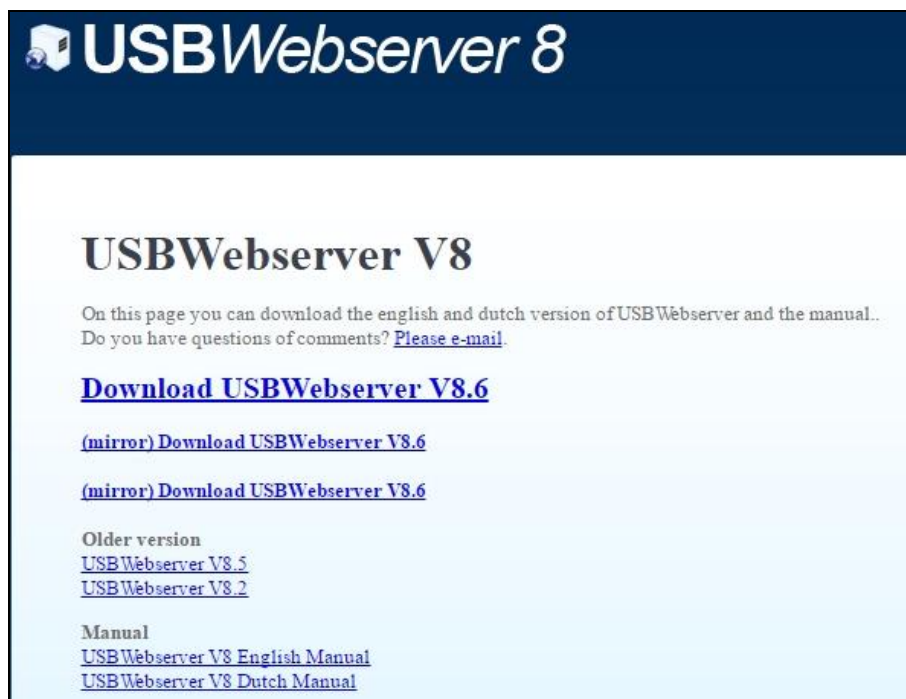 USBWebserver 8
USBWebserver V8
On this page you can download the english and dutch version of USBWebserver and the manual..
Do you have questions of comments? Please e-mail.
Download USBWebserver V8.6
(mirror) Download USBWebserver V8.6
(mirror) Download USBWebserver V8.6
Older version
USBWebserver V8.5
USBWebserver V8.2
Manual
USBWebserver V8 English Manual
USBWebserver V8 Dutch Manual